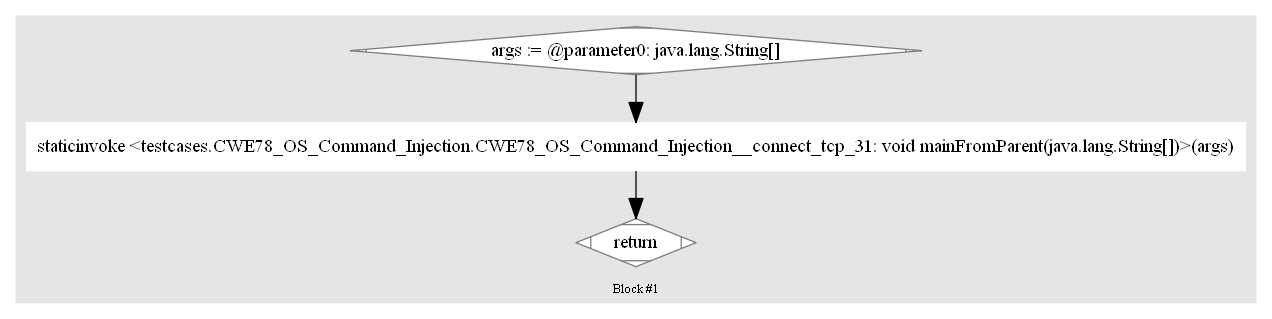 args := @parameter0: java.lang.String[]
staticinvoke <testcases.CWE78_OS_Command_Injection.CWE78_OS_Command_Injection__connect_tcp_31: void mainFromParent(java.lang.String[])>(args)
return
Block #1